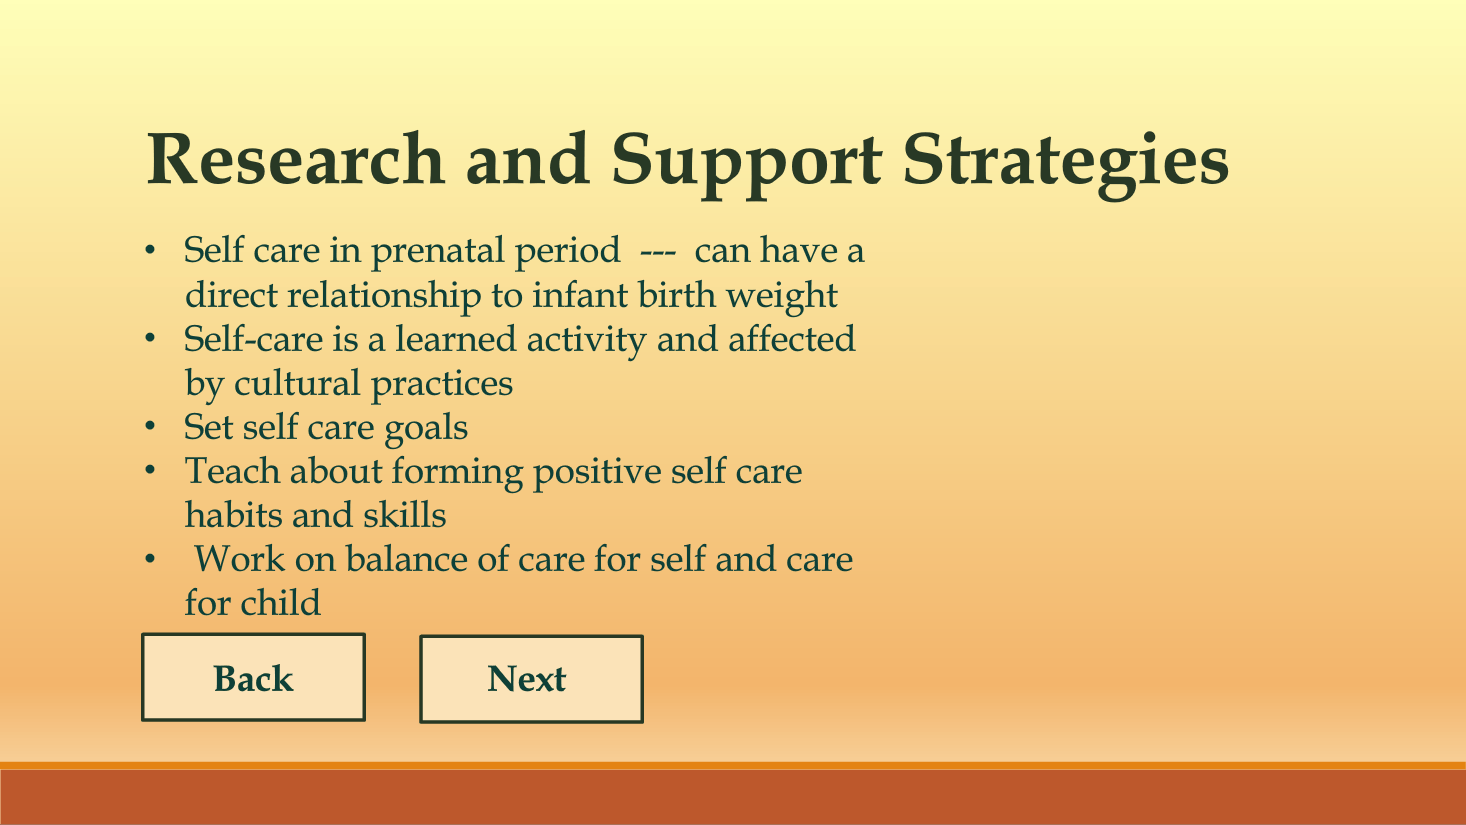 Research and Support Strategies
• Self care in prenatal period --- can have a
direct relationship to infant birth weight
• Self-care is a learned activity and affected
by cultural practices
• Set self care goals
• Teach about forming positive self care
habits and skills
• Work on balance of care for self and care
for child
Back
Next